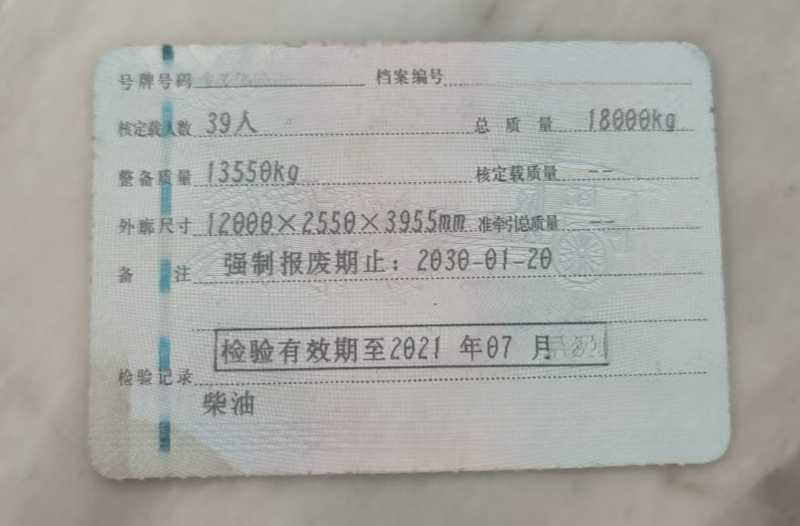 号牌号码 档案编号
核定载人数 39人 总质量 18000kg
整备质量 13550kg 核定载质量 --
外廓尺寸 12000×2550×3955mm 准牵引总质量 --
备注 强制报废期止：2030-01-20
检验有效期至2021 年07 月
检验记录
柴油